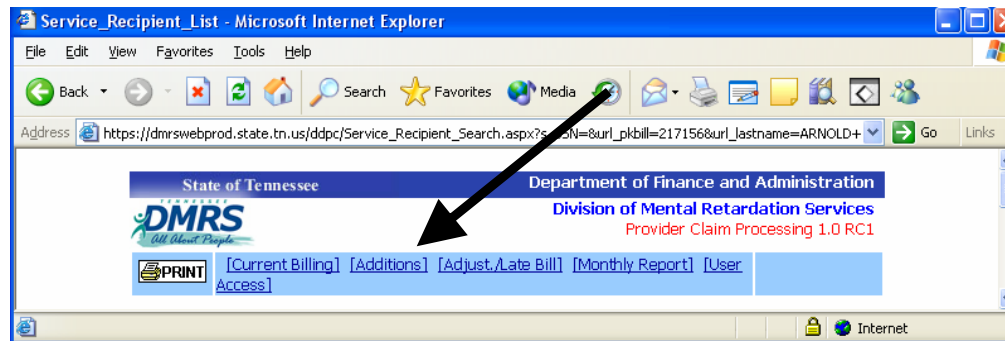 Service_Recipient_List - Microsoft Internet Explorer
File Edit View Favorites Tools Help
Back Search Favorites Media
Address https://dmrswebprod.state.tn.us/ddpc/Service_Recipient_Search.aspx?s_SSN=&url_pkbill=217156&url_lastname=ARNOLD+ Go Links
State of Tennessee Department of Finance and Administration
TENNESSEE Division of Mental Retardation Services
DMRS Provider Claim Processing 1.0 RC1
All About People
PRINT [Current Billing] [Additions] [Adjust./Late Bill] [Monthly Report] [User
Access]
Internet